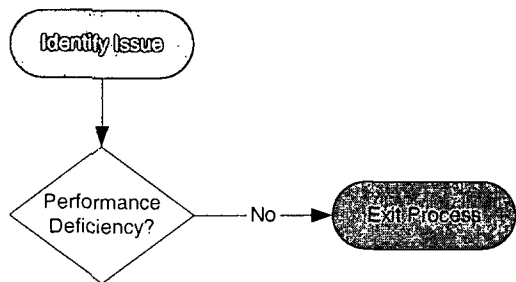 Identify Issue
Performance
Deficiency?
No
Exit Process